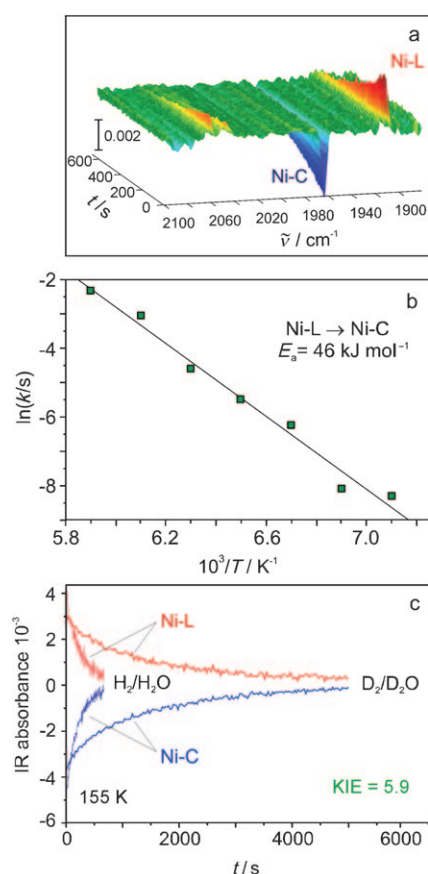 a
Ni-L
0.002
Ni-C
600
400
200
0
t/s
2100 2060 2020 1980 1940 1900
ṽ / cm⁻¹
b
-2
-4
-6
-8
ln(k/s)
Ni-L → Ni-C
Eₐ = 46 kJ mol⁻¹
5.8 6.2 6.6 7.0
10³/T / K⁻¹
c
4
2
0
-2
-4
-6
IR absorbance 10⁻³
Ni-L
H₂/H₂O
D₂/D₂O
Ni-C
155 K
KIE = 5.9
0 2000 4000 6000
t / s